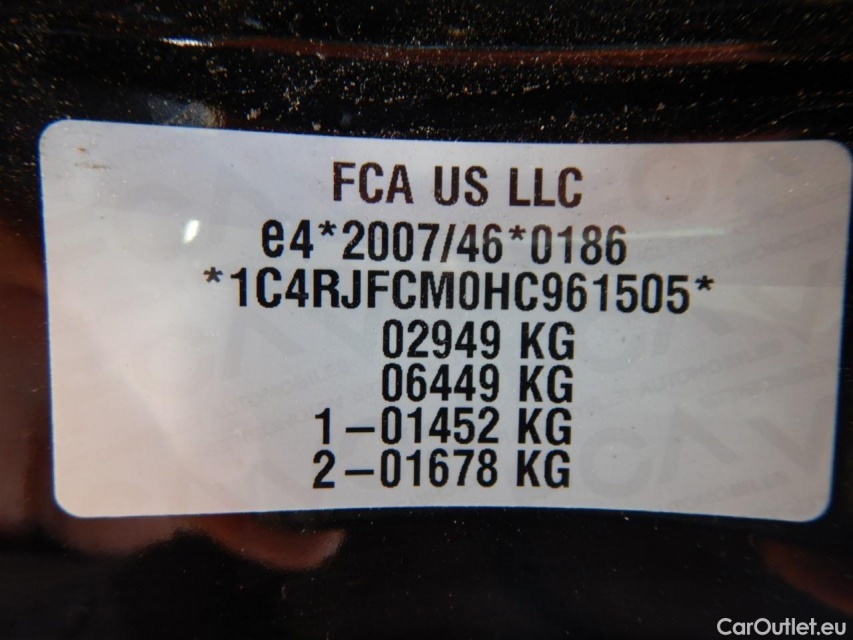 FCA US LLC
e4*2007/46*0186
*1C4RJFCM0HC961505*
02949 KG
06449 KG
1-01452 KG
2-01678 KG
CarOutlet.eu